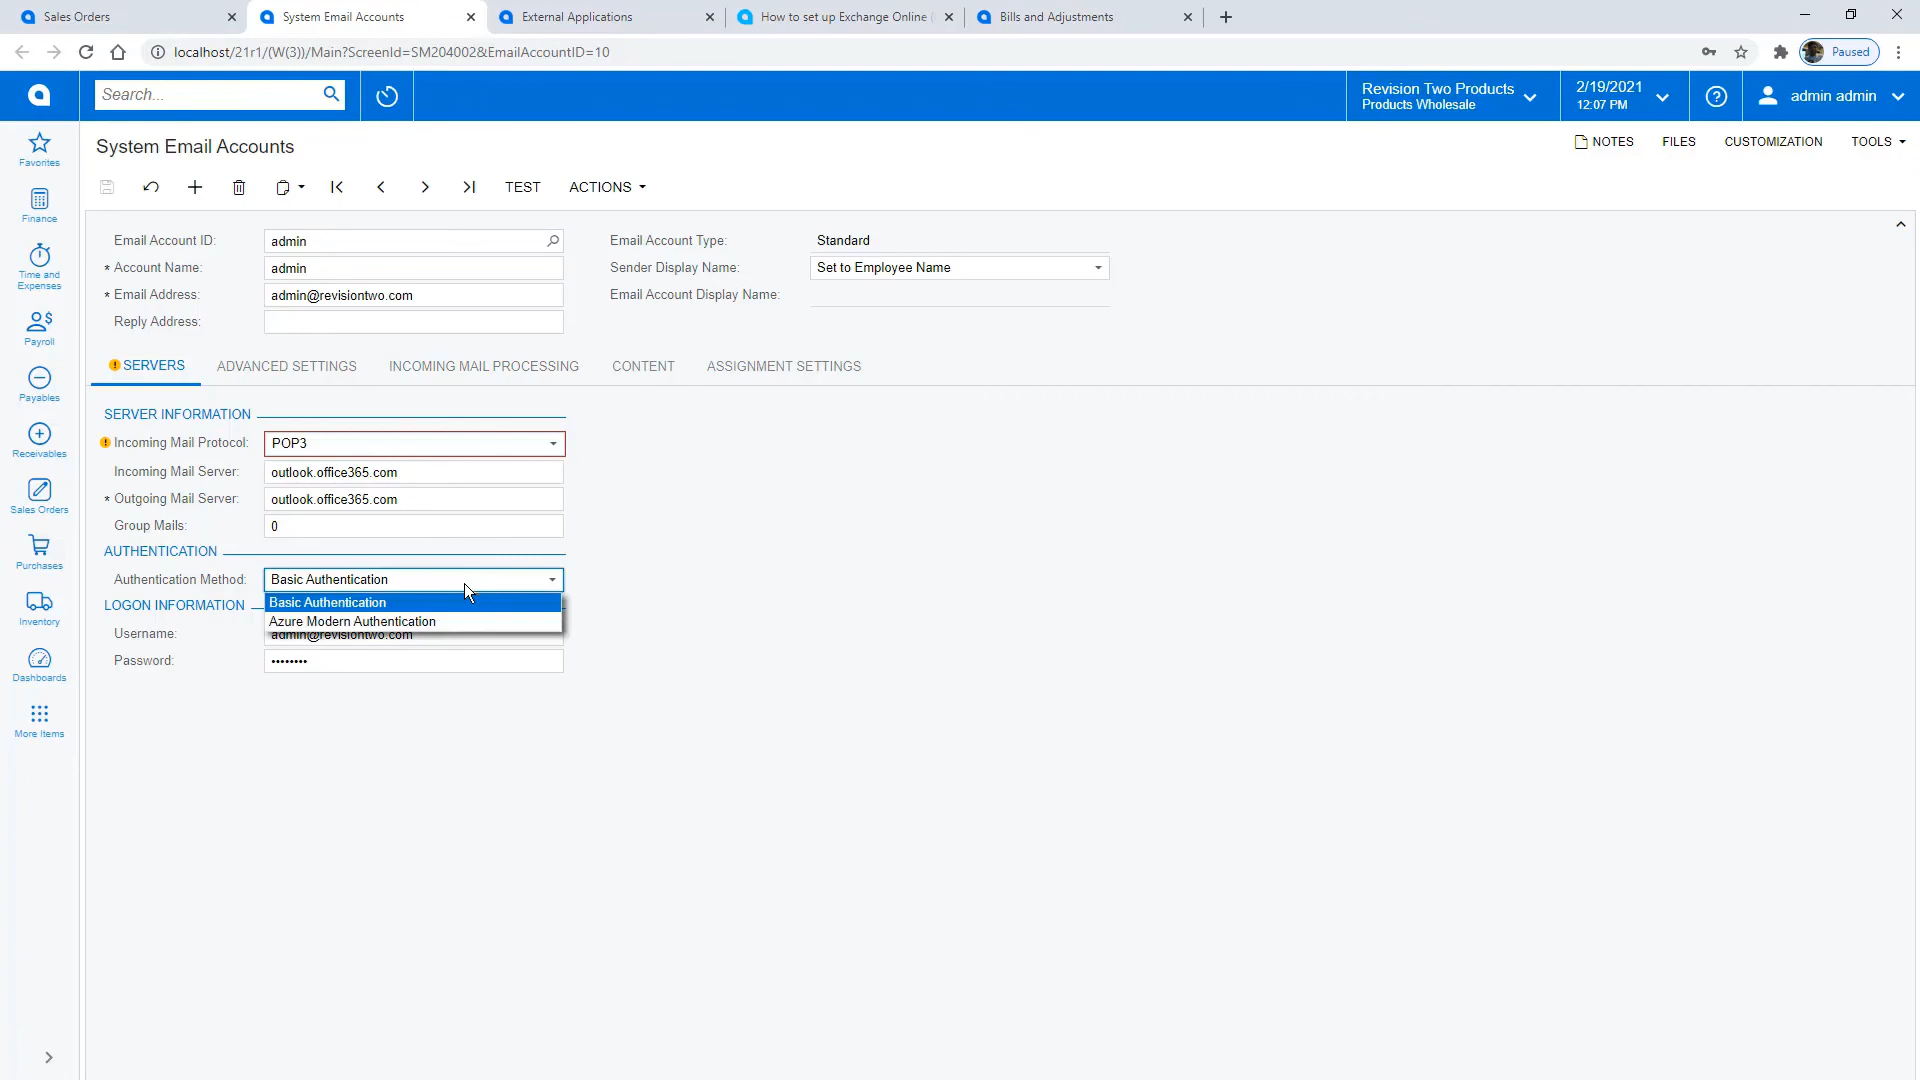 Sales Orders
System Email Accounts
External Applications
How to set up Exchange Online
Bills and Adjustments
localhost/21r1/(W(3))/Main?ScreenId=SM204002&EmailAccountID=10
Paused
Search...
Revision Two Products
Products Wholesale
2/19/2021
12:07 PM
admin admin
Favorites
Finance
Time and
Expenses
Payroll
Payables
Receivables
Sales Orders
Purchases
Inventory
Dashboards
More Items
System Email Accounts
NOTES
FILES
CUSTOMIZATION
TOOLS
TEST
ACTIONS
Email Account ID: admin
* Account Name: admin
* Email Address: admin@revisiontwo.com
Reply Address:
Email Account Type: Standard
Sender Display Name: Set to Employee Name
Email Account Display Name:
SERVERS
ADVANCED SETTINGS
INCOMING MAIL PROCESSING
CONTENT
ASSIGNMENT SETTINGS
SERVER INFORMATION
Incoming Mail Protocol: POP3
Incoming Mail Server: outlook.office365.com
* Outgoing Mail Server: outlook.office365.com
Group Mails: 0
AUTHENTICATION
Authentication Method: Basic Authentication
Basic Authentication
Azure Modern Authentication
LOGON INFORMATION
Username: admin@revisiontwo.com
Password: ••••••••